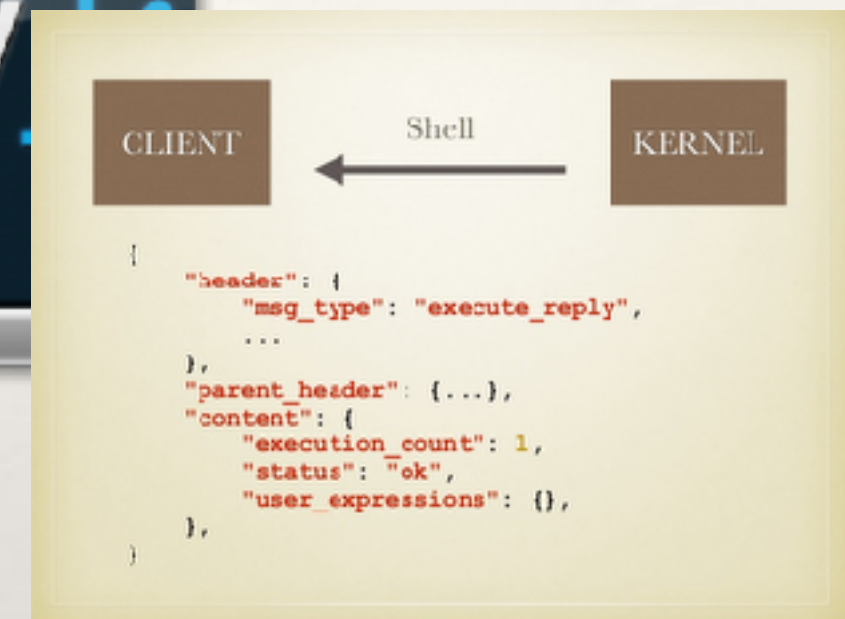 CLIENT
Shell
KERNEL
{
"header": {
"msg_type": "execute_reply",
...
},
"parent_header": {...},
"content": {
"execution_count": 1,
"status": "ok",
"user_expressions": {},
},
}